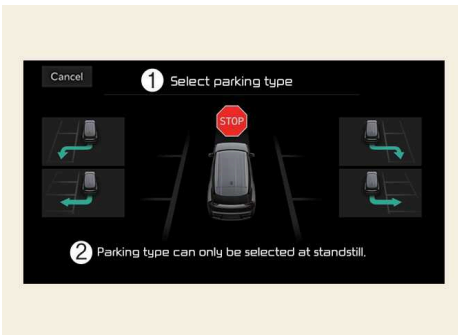 Cancel
1 Select parking type
STOP
2 Parking type can only be selected at standstill.